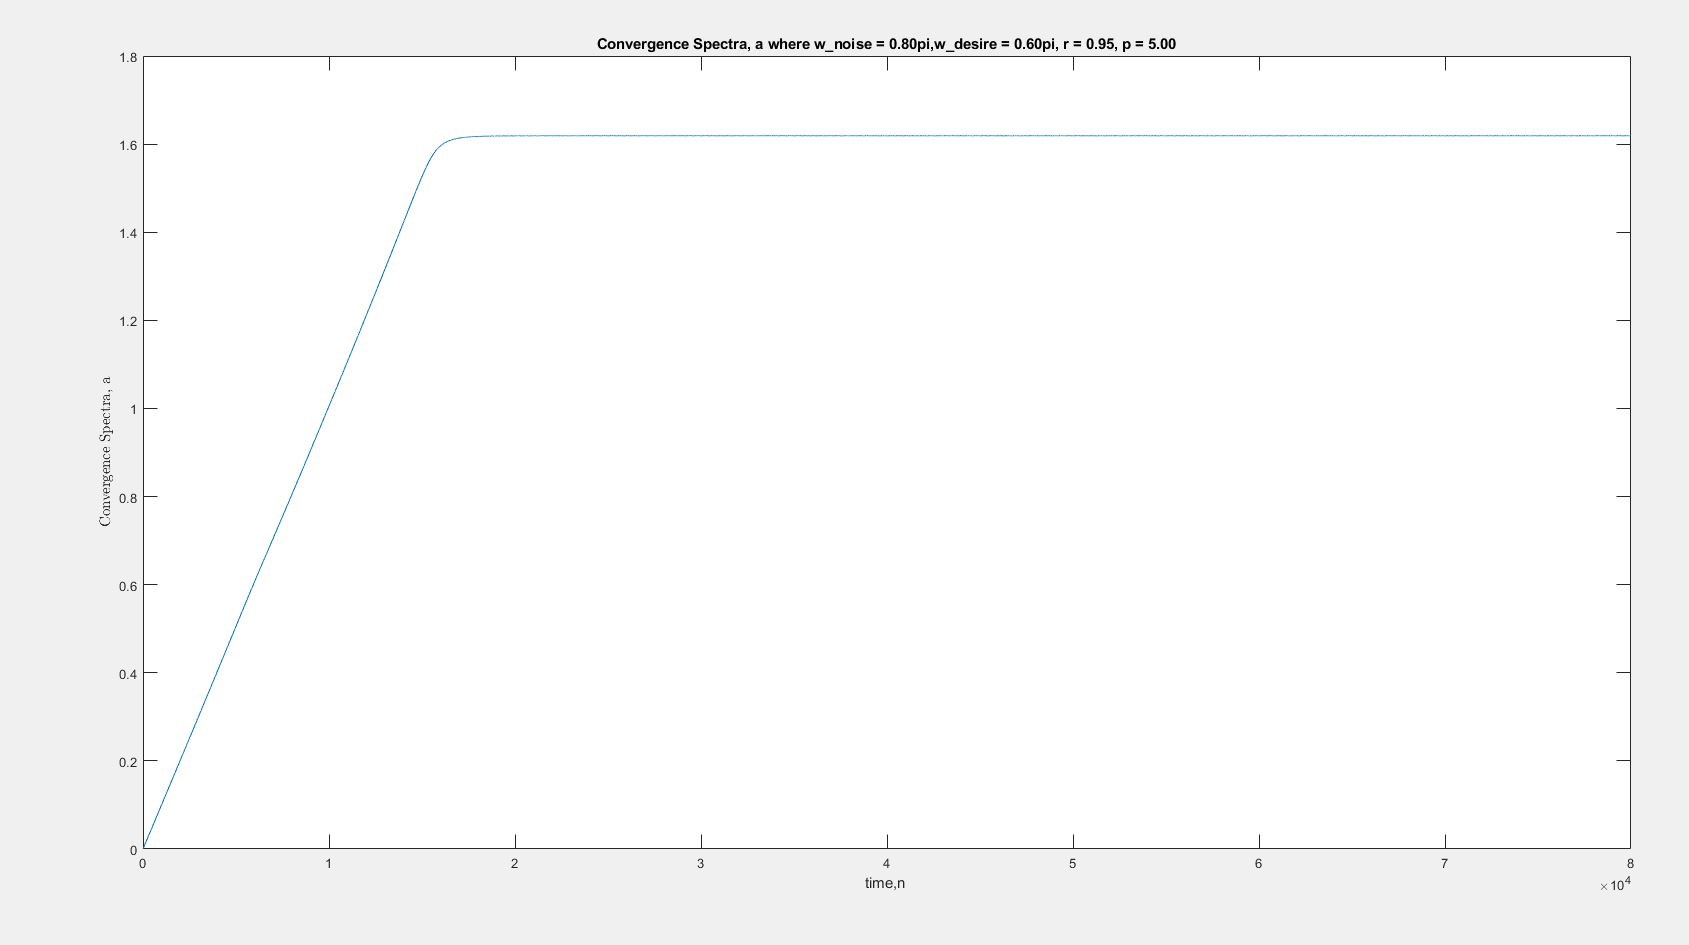 Convergence Spectra, a where w_noise = 0.80pi,w_desire = 0.60pi, r = 0.95, p = 5.00
1.8
1.6
1.4
1.2
1
0.8
0.6
0.4
0.2
0
Convergence Spectra, a
0 1 2 3 4 5 6 7 8
time,n
×10^4